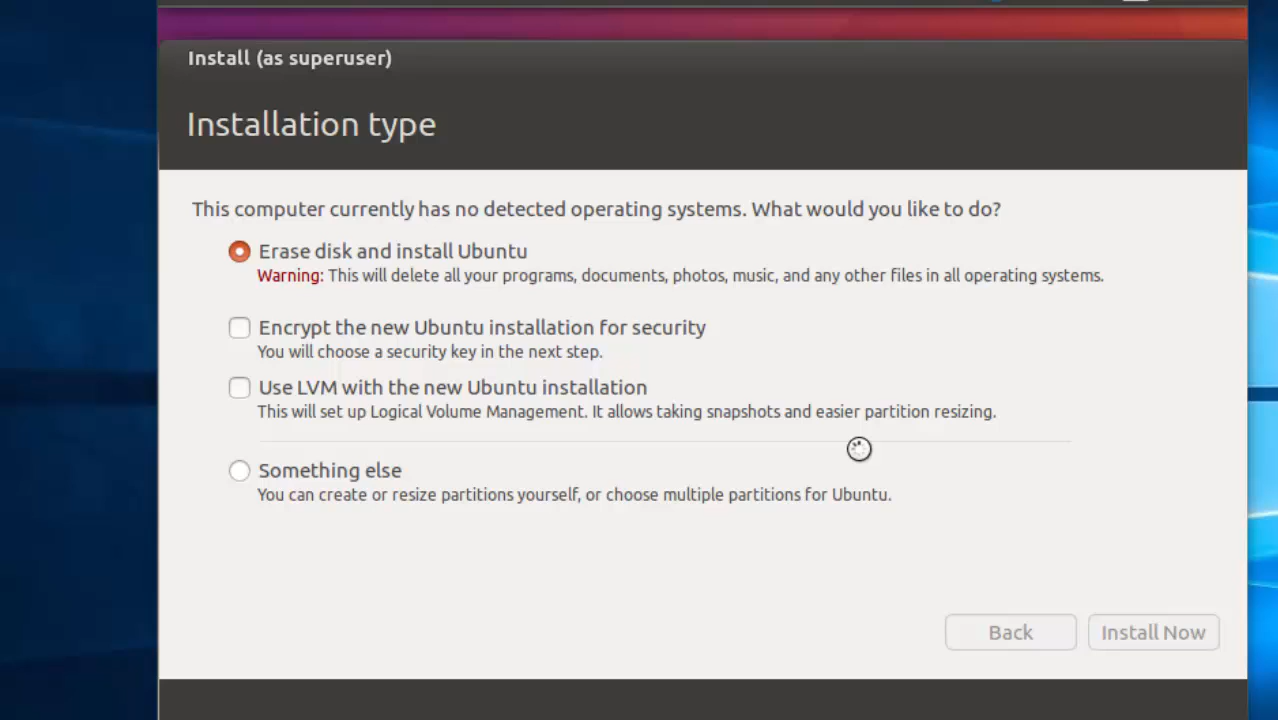 Install (as superuser)
Installation type
This computer currently has no detected operating systems. What would you like to do?
Erase disk and install Ubuntu
Warning: This will delete all your programs, documents, photos, music, and any other files in all operating systems.
Encrypt the new Ubuntu installation for security
You will choose a security key in the next step.
Use LVM with the new Ubuntu installation
This will set up Logical Volume Management. It allows taking snapshots and easier partition resizing.
Something else
You can create or resize partitions yourself, or choose multiple partitions for Ubuntu.
Back
Install Now